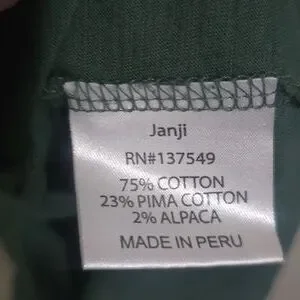 Janji
RN#137549
75% COTTON
23% PIMA COTTON
2% ALPACA
MADE IN PERU